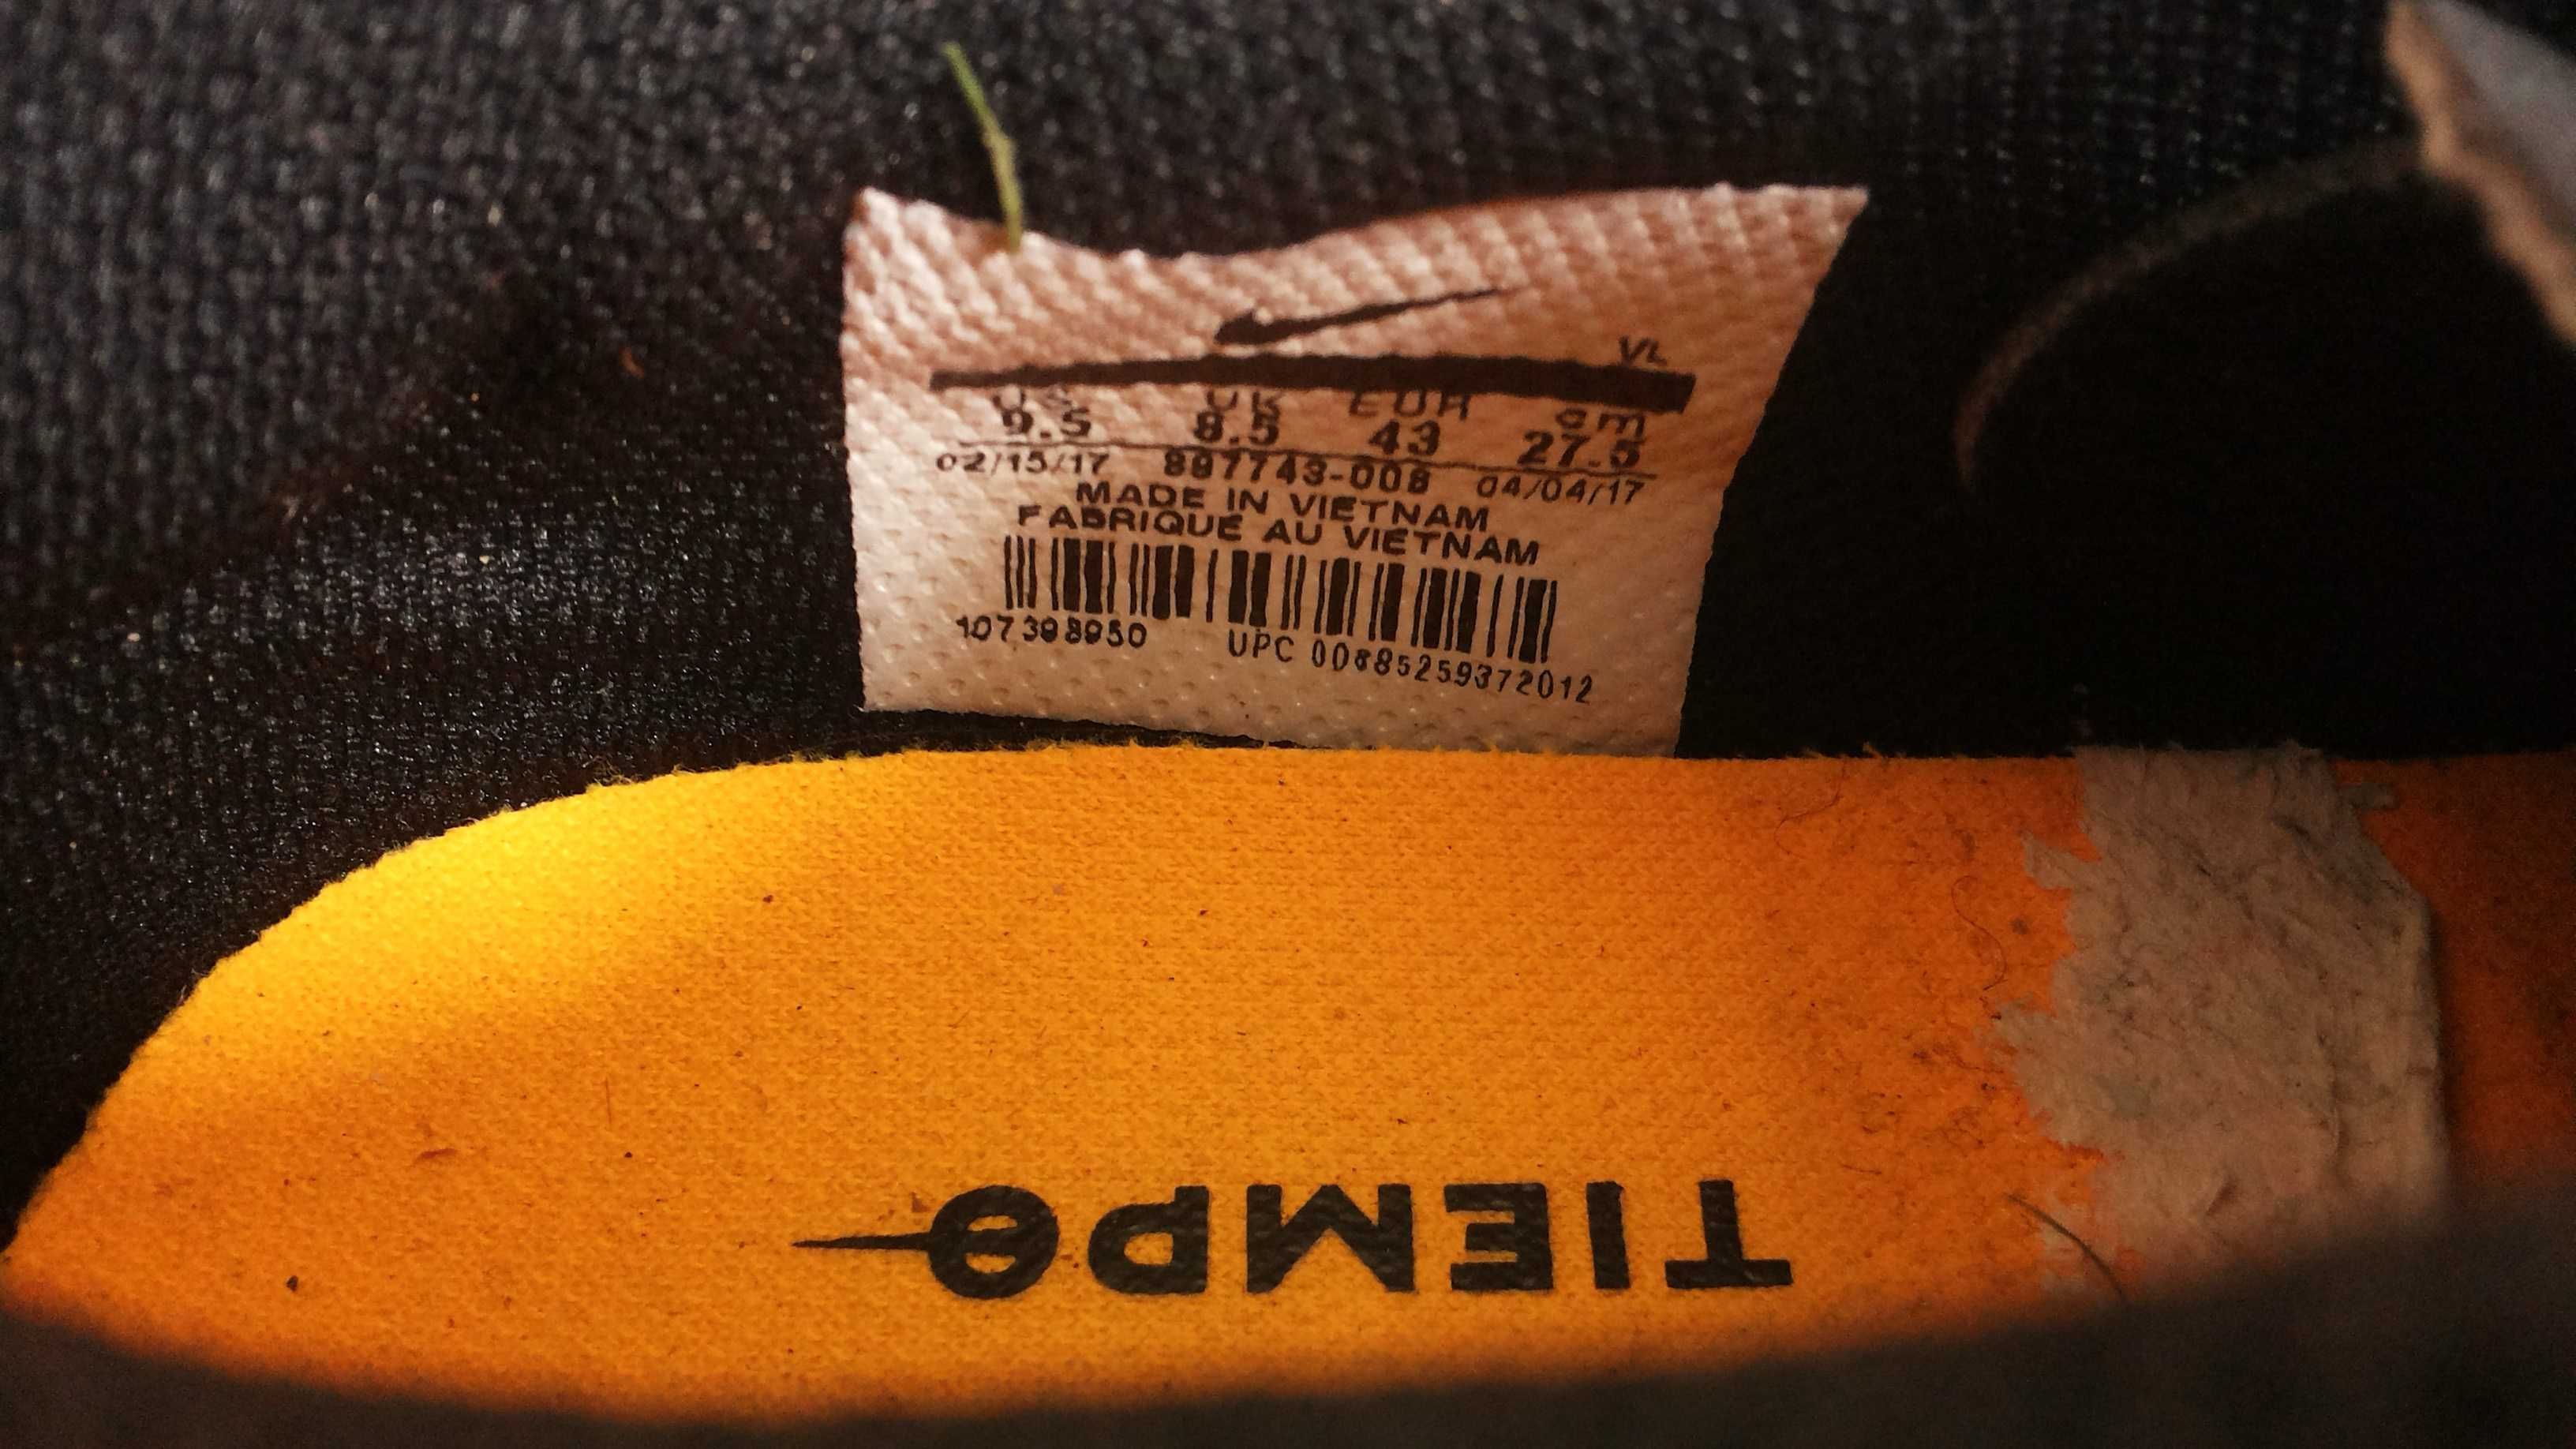 VL
US UK EUR cm
9.5 8.5 43 27.5
02/15/17 897743-008 04/04/17
MADE IN VIETNAM
FABRIQUÉ AU VIETNAM
107398950 UPC 00885259372012
TIEMPO